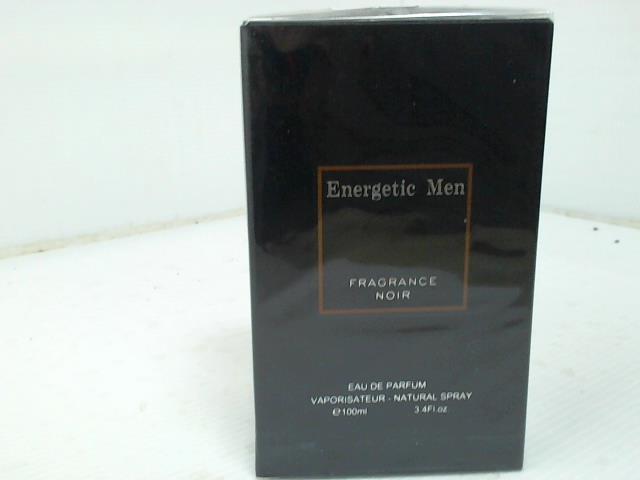 Energetic Men
FRAGRANCE
NOIR
EAU DE PARFUM
VAPORISATEUR - NATURAL SPRAY
℮100ml 3.4Fl.oz